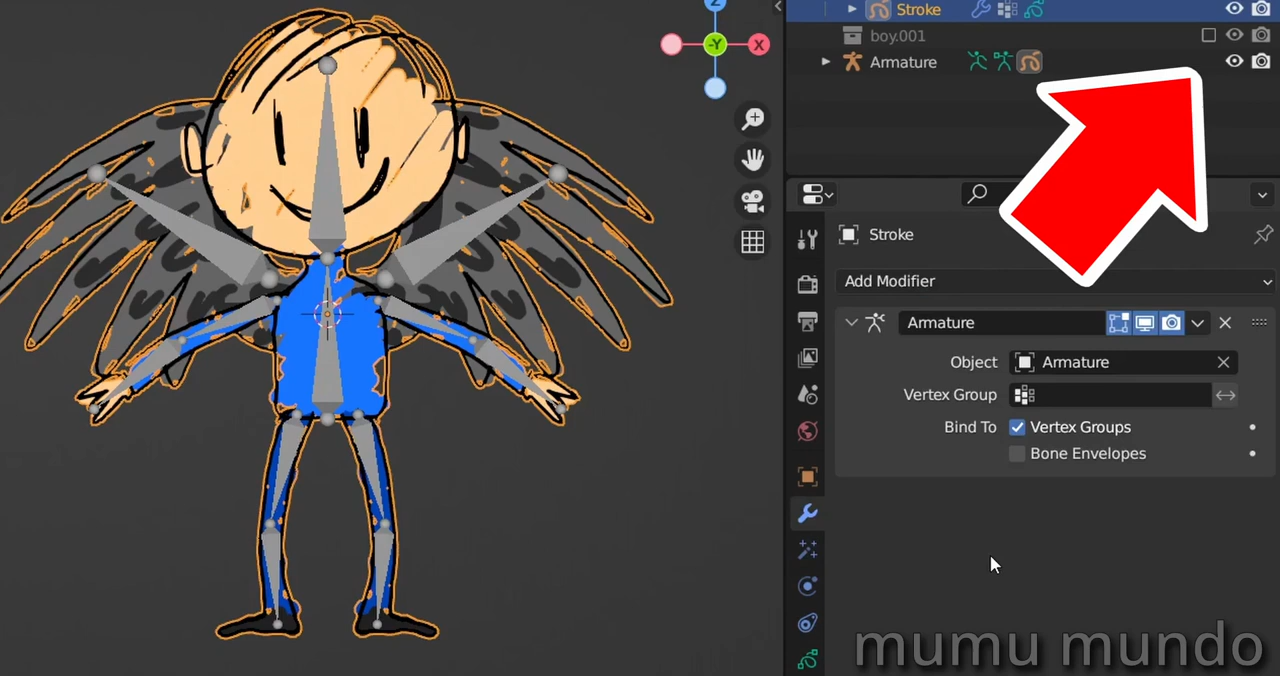 Z
-Y
X
Stroke
boy.001
Armature
Stroke
Add Modifier
Armature
Object Armature
Vertex Group
Bind To Vertex Groups
Bone Envelopes
mumu mundo